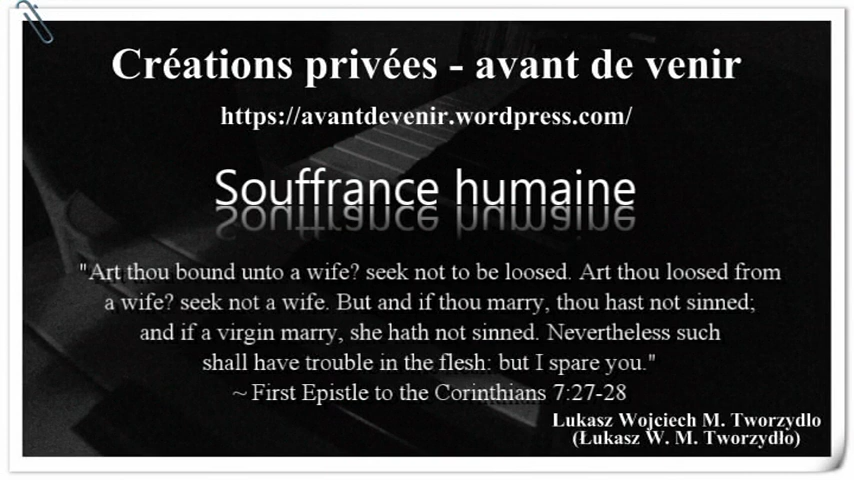 Créations privées - avant de venir
https://avantdevenir.wordpress.com/
Souffrance humaine
"Art thou bound unto a wife? seek not to be loosed. Art thou loosed from
a wife? seek not a wife. But and if thou marry, thou hast not sinned;
and if a virgin marry, she hath not sinned. Nevertheless such
shall have trouble in the flesh: but I spare you."
~ First Epistle to the Corinthians 7:27-28
Lukasz Wojciech M. Tworzydlo
(Łukasz W. M. Tworzydło)